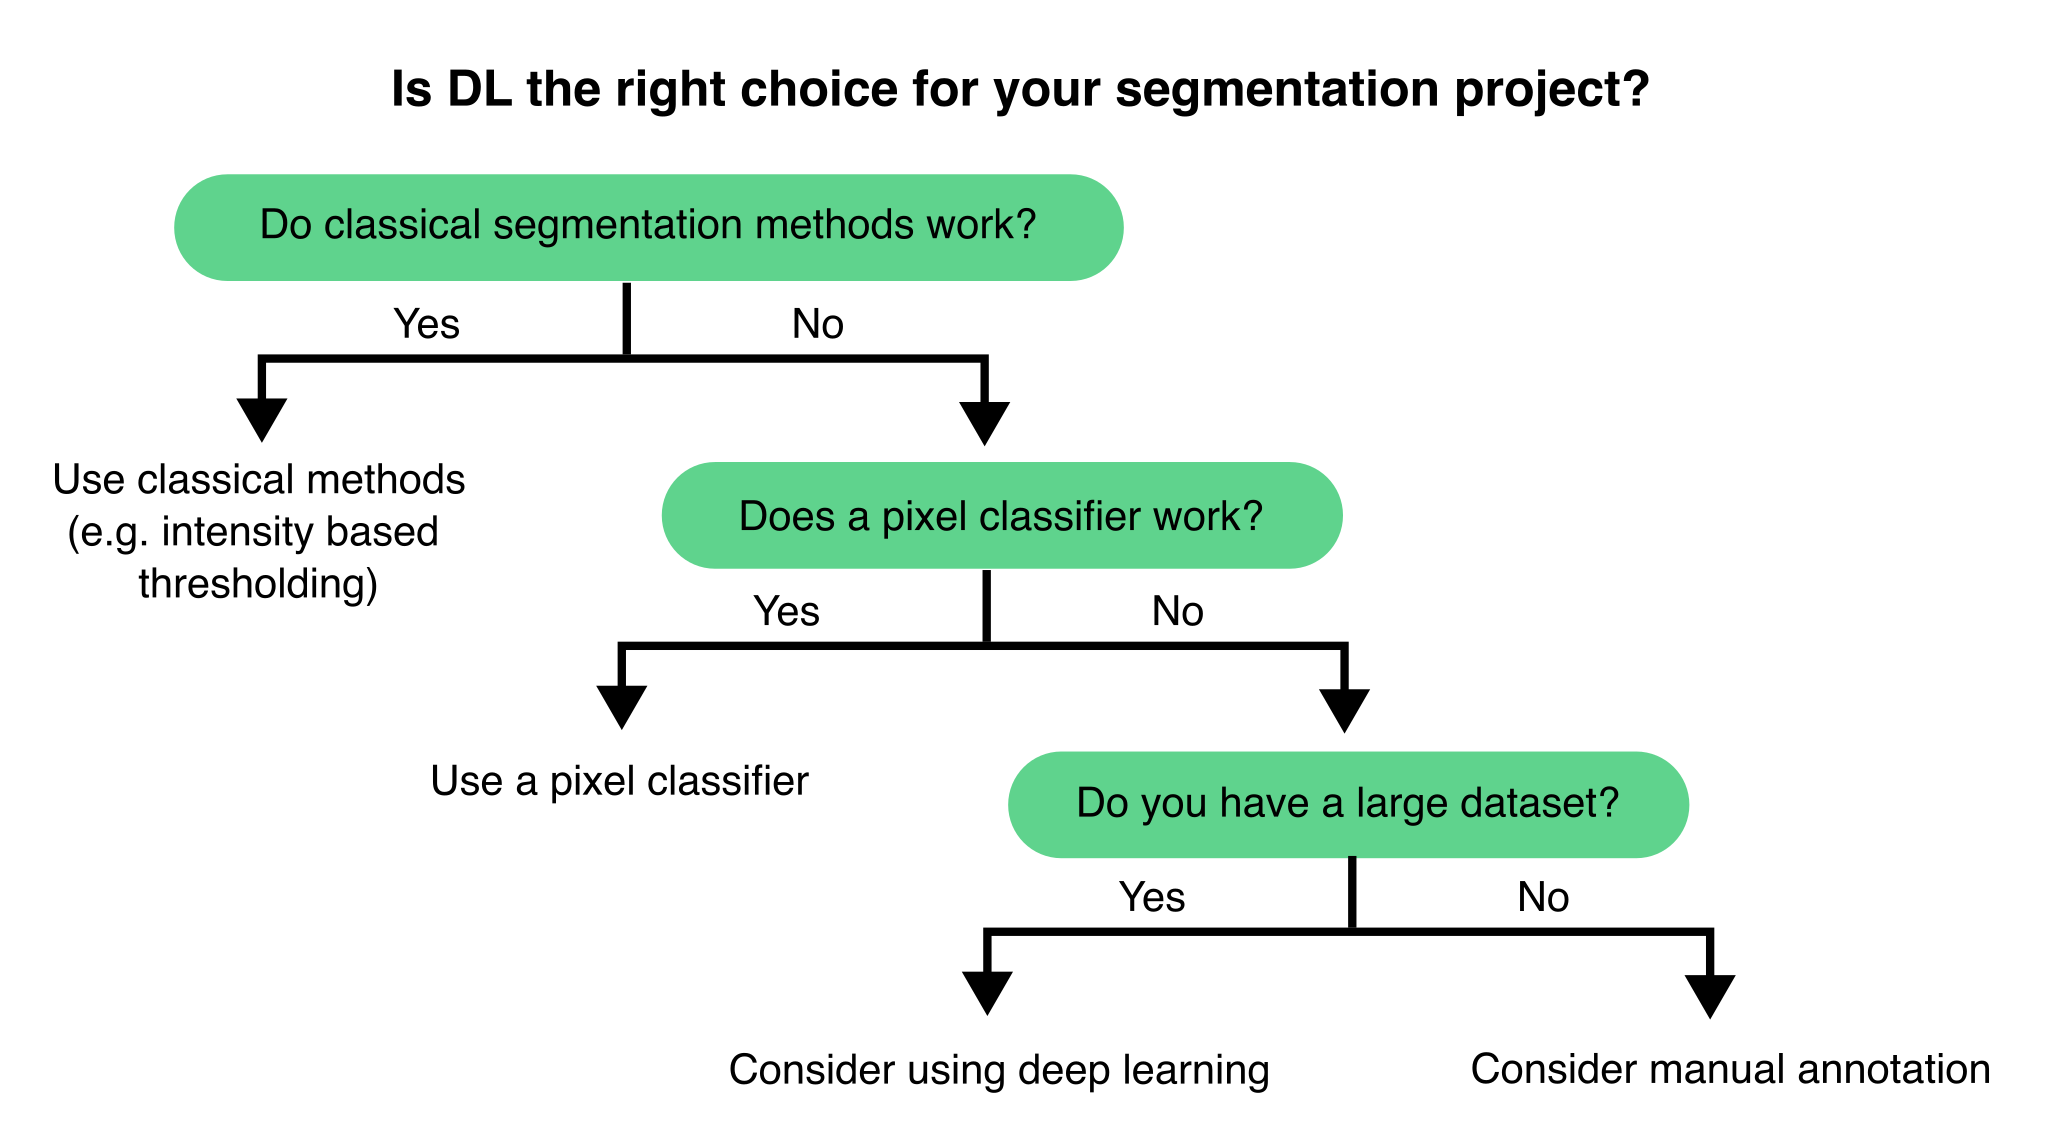 Is DL the right choice for your segmentation project?
Do classical segmentation methods work?
Yes
No
Use classical methods
(e.g. intensity based
thresholding)
Does a pixel classifier work?
Yes
No
Use a pixel classifier
Do you have a large dataset?
Yes
No
Consider using deep learning
Consider manual annotation